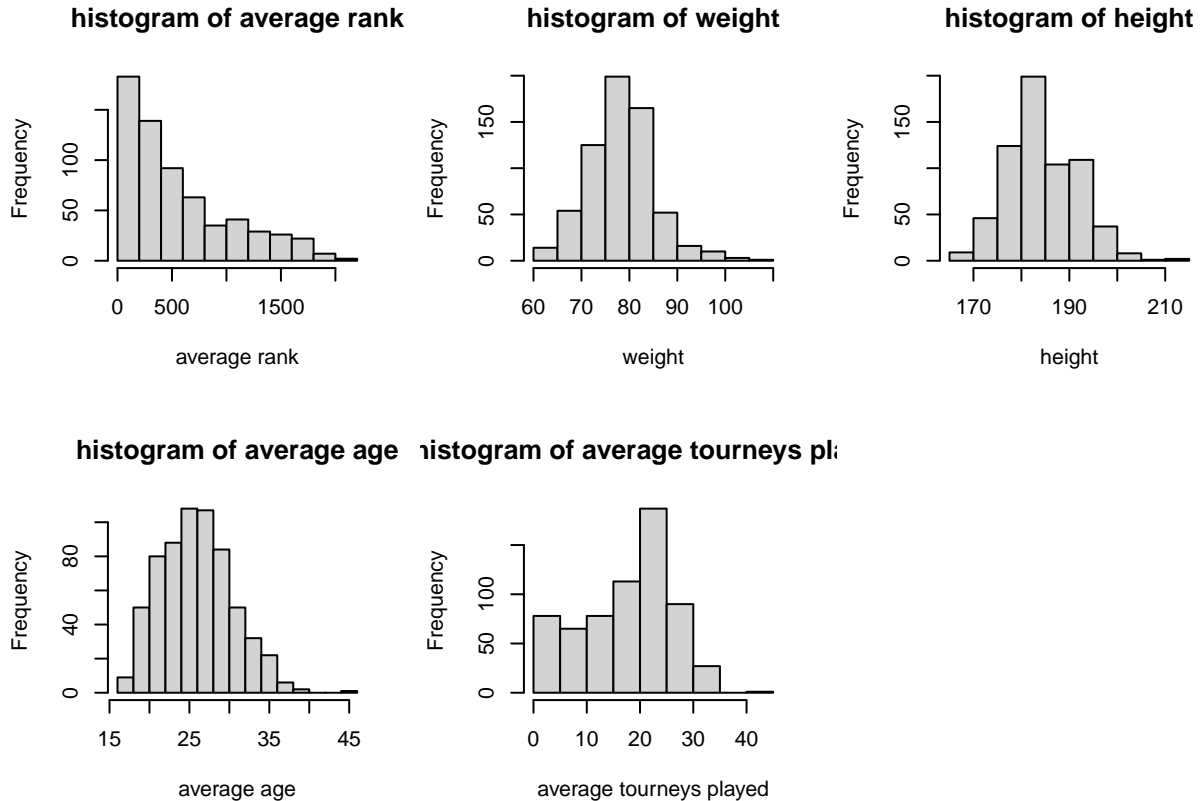 histogram of average rank
Frequency
0 50 100
0 500 1500
average rank
histogram of weight
Frequency
0 50 150
60 70 80 90 100
weight
histogram of height
Frequency
0 50 150
170 190 210
height
histogram of average age
Frequency
0 40 80
15 25 35 45
average age
histogram of average tourneys pla
Frequency
0 50 100
0 10 20 30 40
average tourneys played